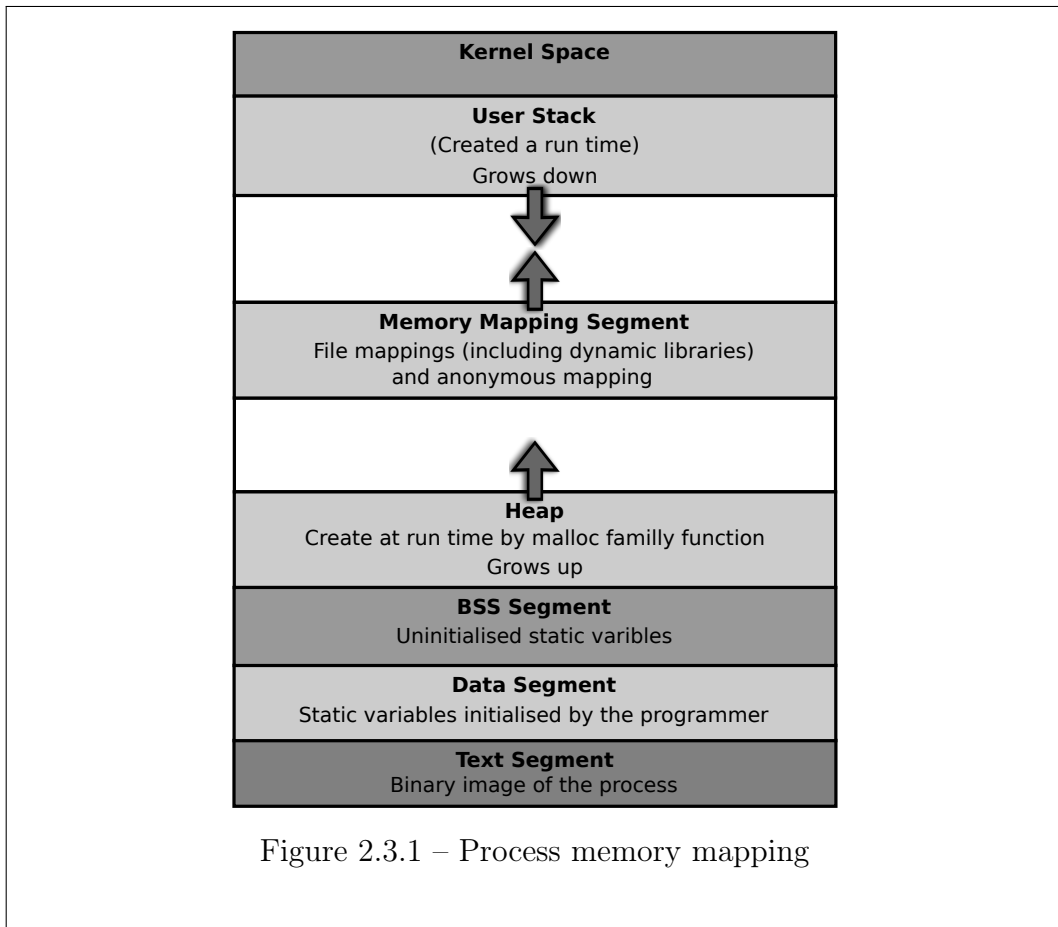 Kernel Space
User Stack
(Created a run time)
Grows down
Memory Mapping Segment
File mappings (including dynamic libraries)
and anonymous mapping
Heap
Create at run time by malloc familly function
Grows up
BSS Segment
Uninitialised static varibles
Data Segment
Static variables initialised by the programmer
Text Segment
Binary image of the process
Figure 2.3.1 – Process memory mapping